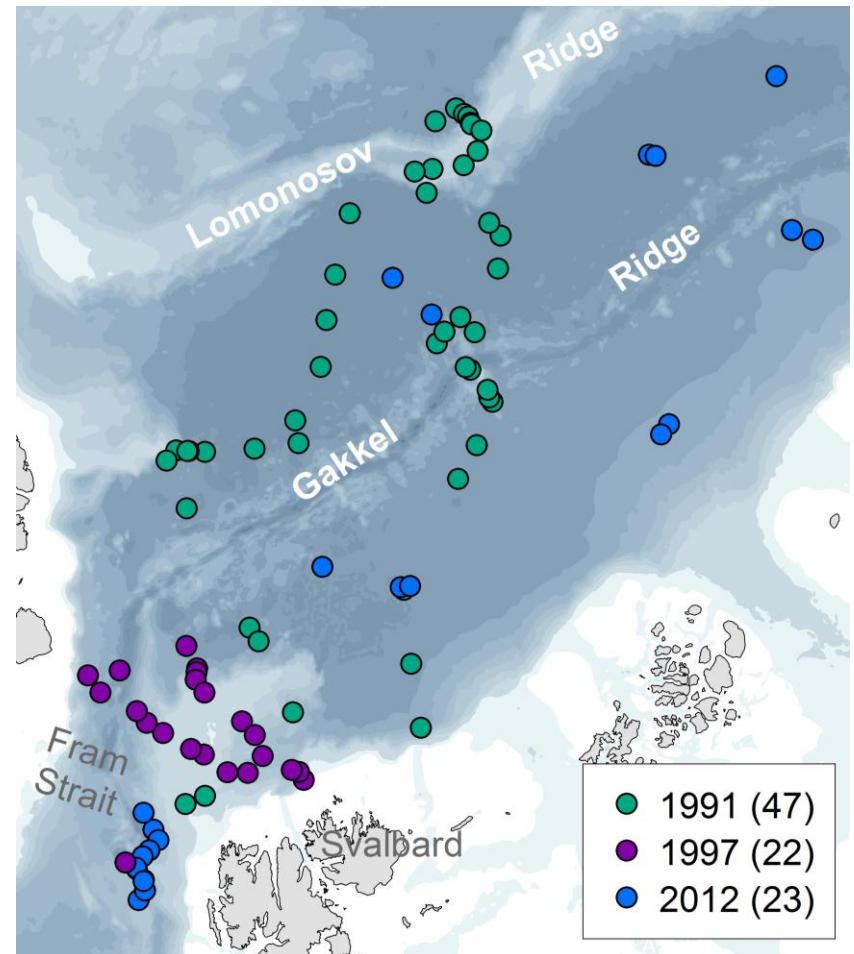 Ridge
Lomonosov
Ridge
Gakkel
Fram
Strait
Svalbard
1991 (47)
1997 (22)
2012 (23)